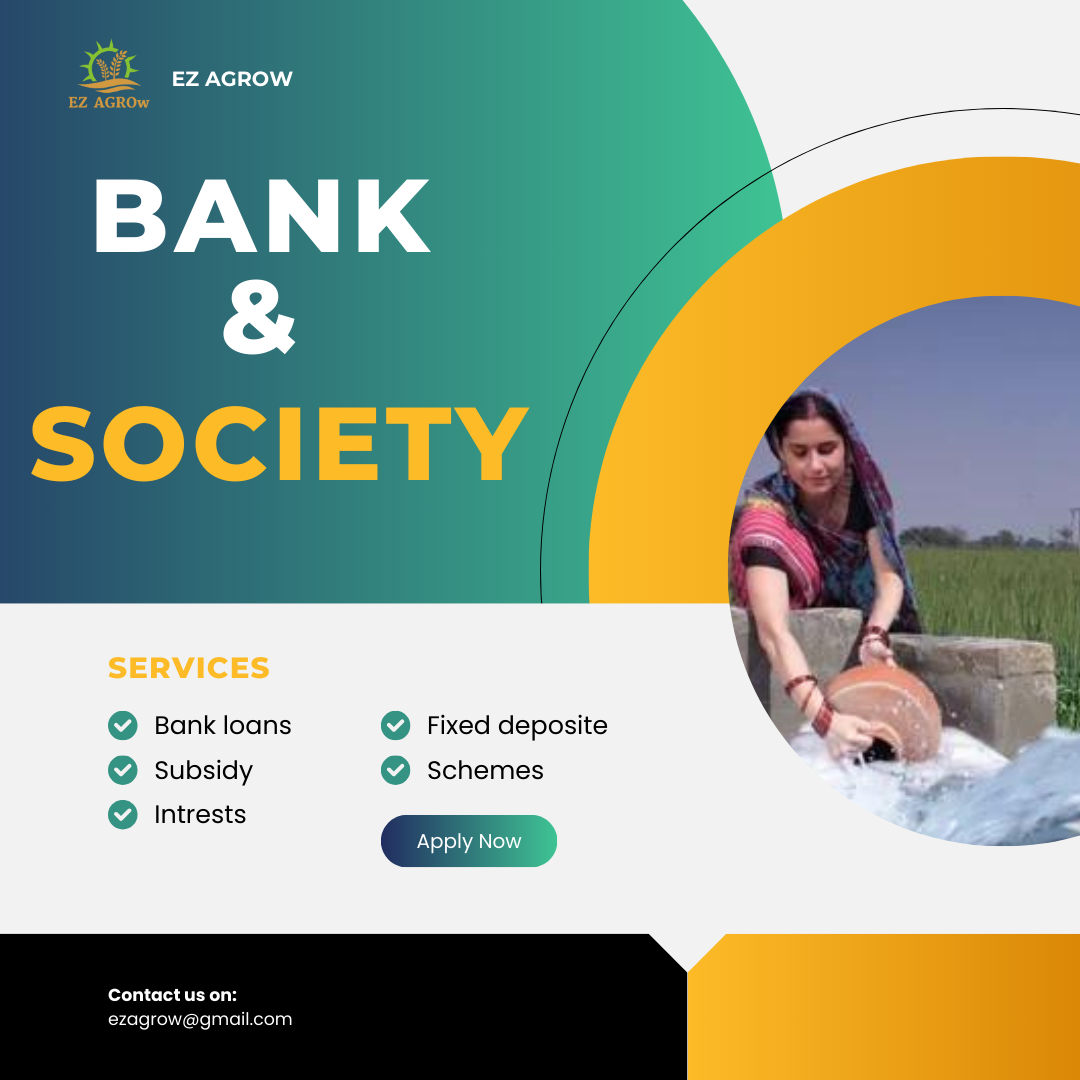 EZ AGROw
EZ AGROW
BANK
&
SOCIETY
SERVICES
Bank loans
Subsidy
Intrests
Fixed deposite
Schemes
Apply Now
Contact us on:
ezagrow@gmail.com